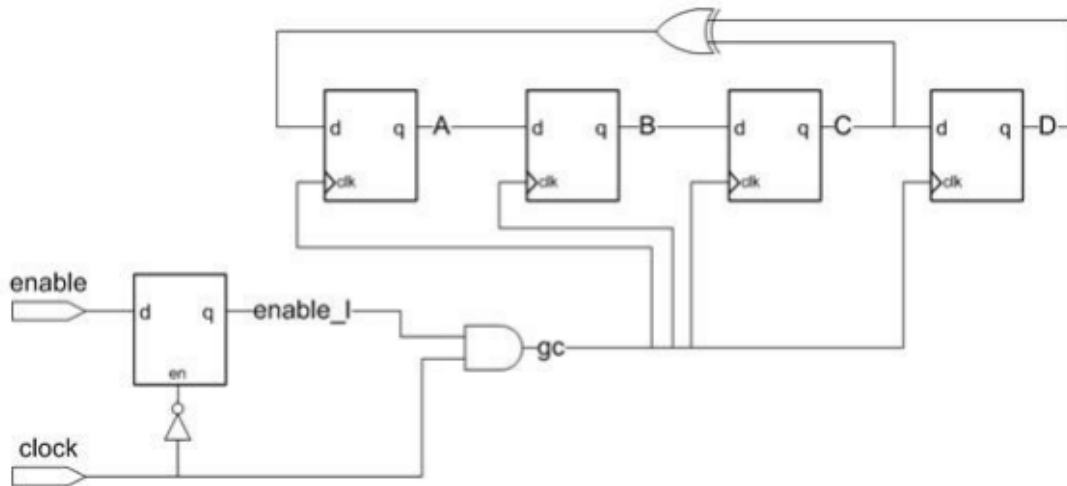 d q A d q B d q C d q D
clk clk clk clk
enable
d q enable_l gc
en
clock